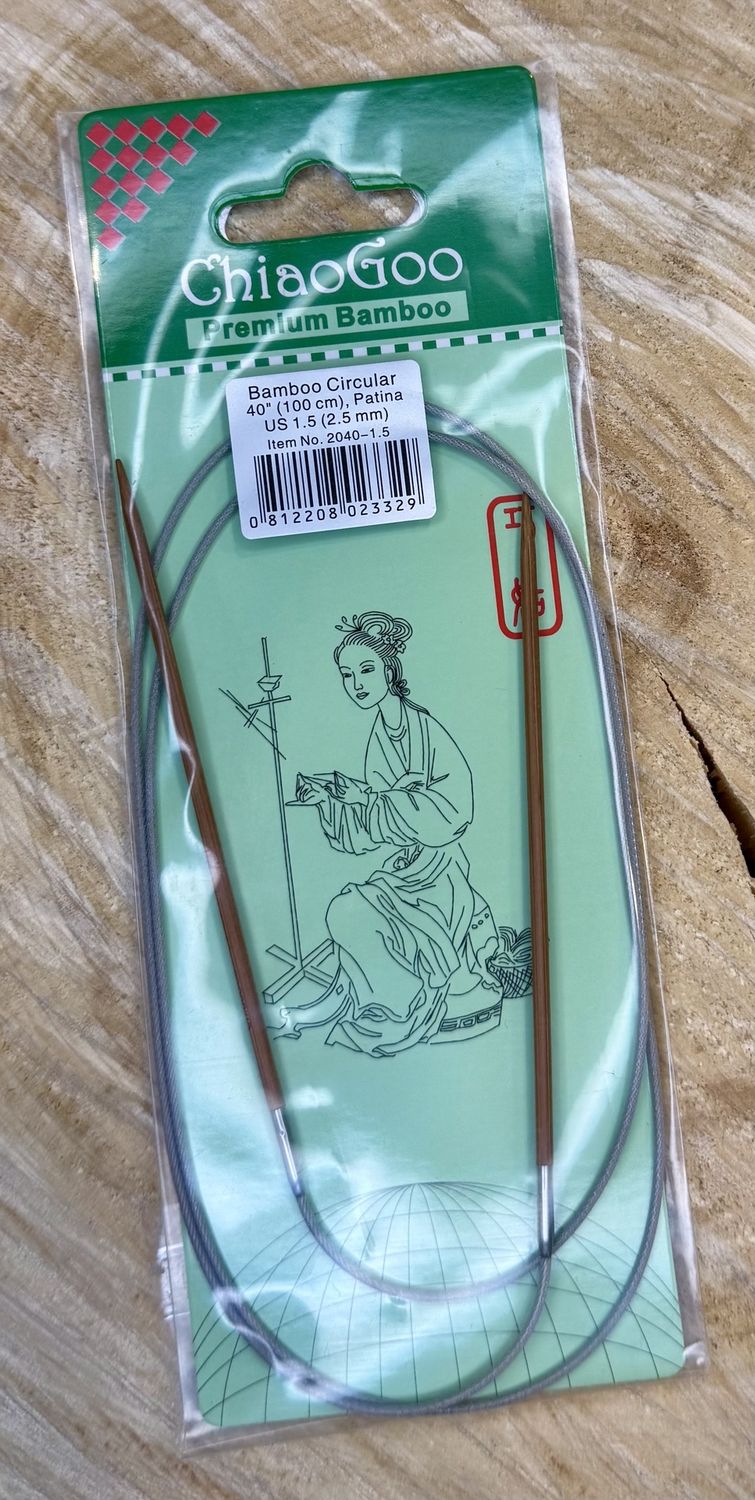 ChiaoGoo
Premium Bamboo
Bamboo Circular
40" (100 cm), Patina
US 1.5 (2.5 mm)
Item No. 2040-1.5
0 812208 023329